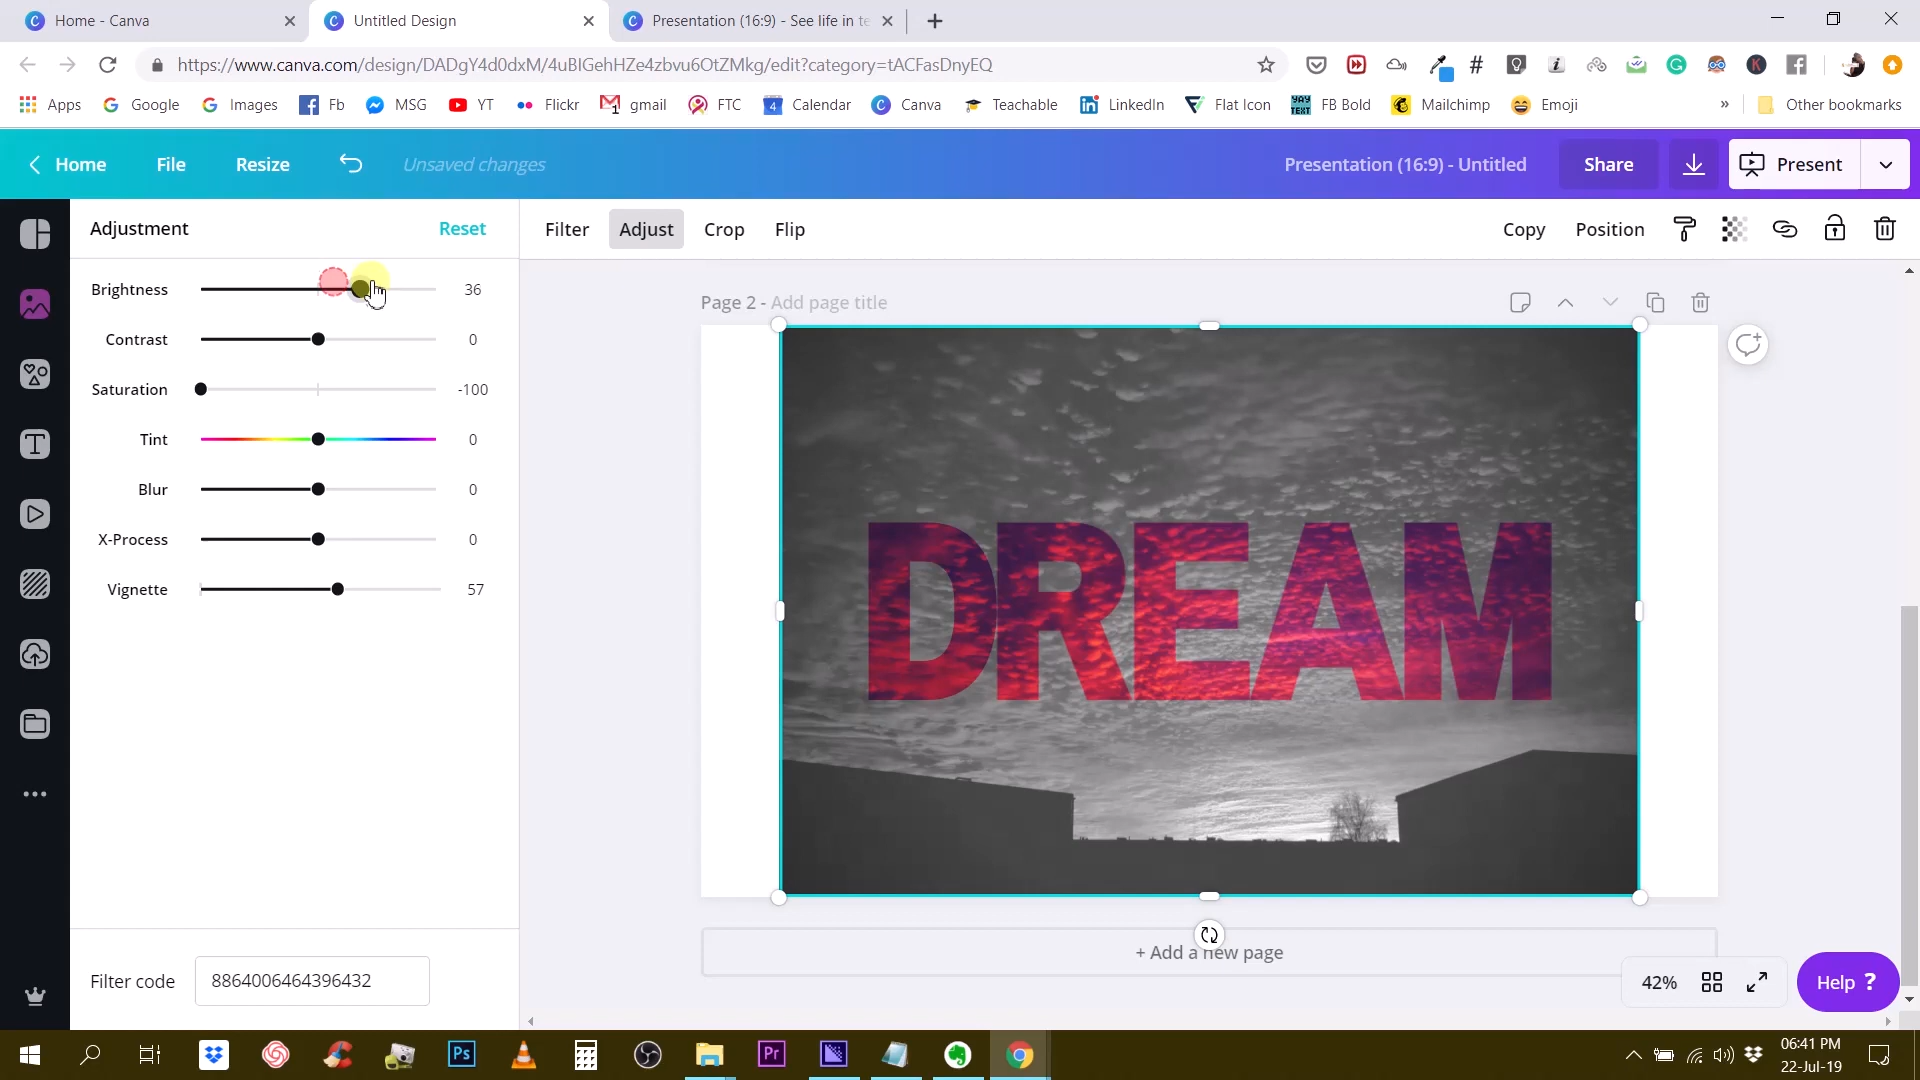 Home - Canva
Untitled Design
Presentation (16:9) - See life in te
https://www.canva.com/design/DADgY4d0dxM/4uBIGehHZe4zbvu6OtZMkg/edit?category=tACFasDnyEQ
Apps Google Images Fb MSG YT Flickr gmail FTC Calendar Canva Teachable LinkedIn Flat Icon FB Bold Mailchimp Emoji » Other bookmarks
Home File Resize Unsaved changes Presentation (16:9) - Untitled Share Present
Adjustment Reset
Filter Adjust Crop Flip Copy Position
Brightness 36
Contrast 0
Saturation -100
Tint 0
Blur 0
X-Process 0
Vignette 57
Page 2 - Add page title
DREAM
+ Add a new page
Filter code 8864006464396432
42%
Help ?
Ps
Pr
06:41 PM
22-Jul-19